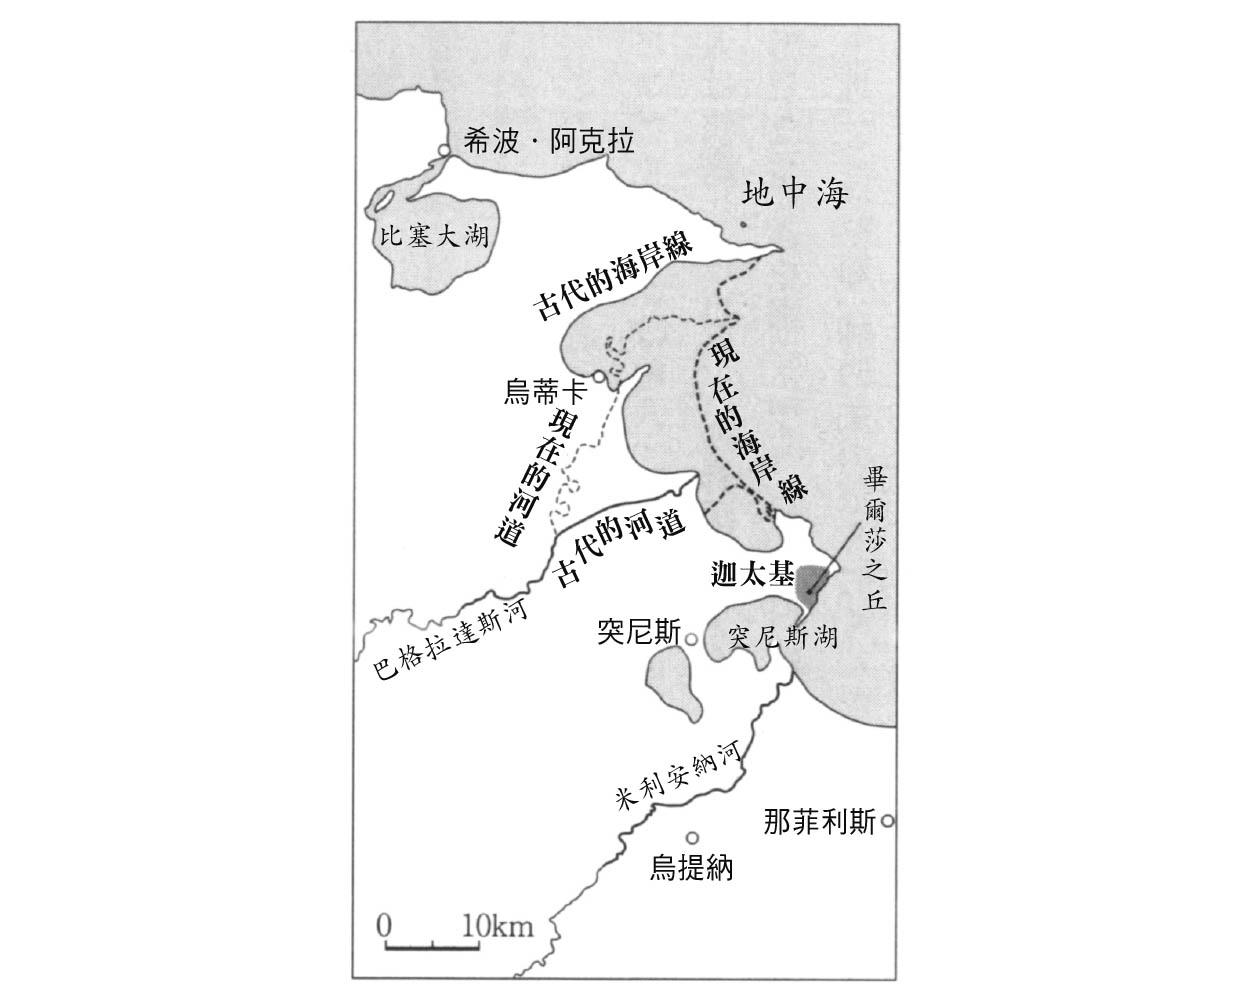 希波·阿克拉
地中海
比塞大湖
古代的海岸線
現在的海岸線
烏蒂卡
現在的河道
古代的河道
畢爾莎之丘
迦太基
巴格拉達斯河
突尼斯
突尼斯湖
米利安納河
那菲利斯
烏提納
0 10km